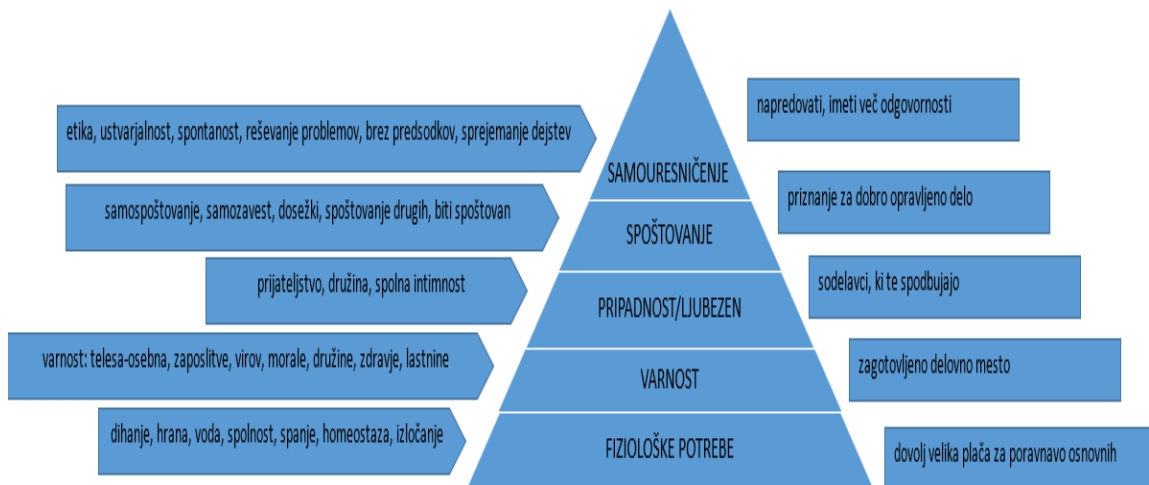 napredovati, imeti več odgovornosti
etika, ustvarjalnost, spontanost, reševanje problemov, brez predsodkov, sprejemanje dejstev
SAMOURESNIČENJE
priznanje za dobro opravljeno delo
samospoštovanje, samozavest, dosežki, spoštovanje drugih, biti spoštovan
SPOŠTOVANJE
sodelavci, ki te spodbujajo
prijateljstvo, družina, spolna intimnost
PRIPADNOST/LJUBEZEN
varnost: telesa-osebna, zaposlitve, virov, morale, družine, zdravje, lastnine
VARNOST
zagotovljeno delovno mesto
dihanje, hrana, voda, spolnost, spanje, homeostaza, izločanje
FIZIOLOŠKE POTREBE
dovolj velika plača za poravnavo osnovnih